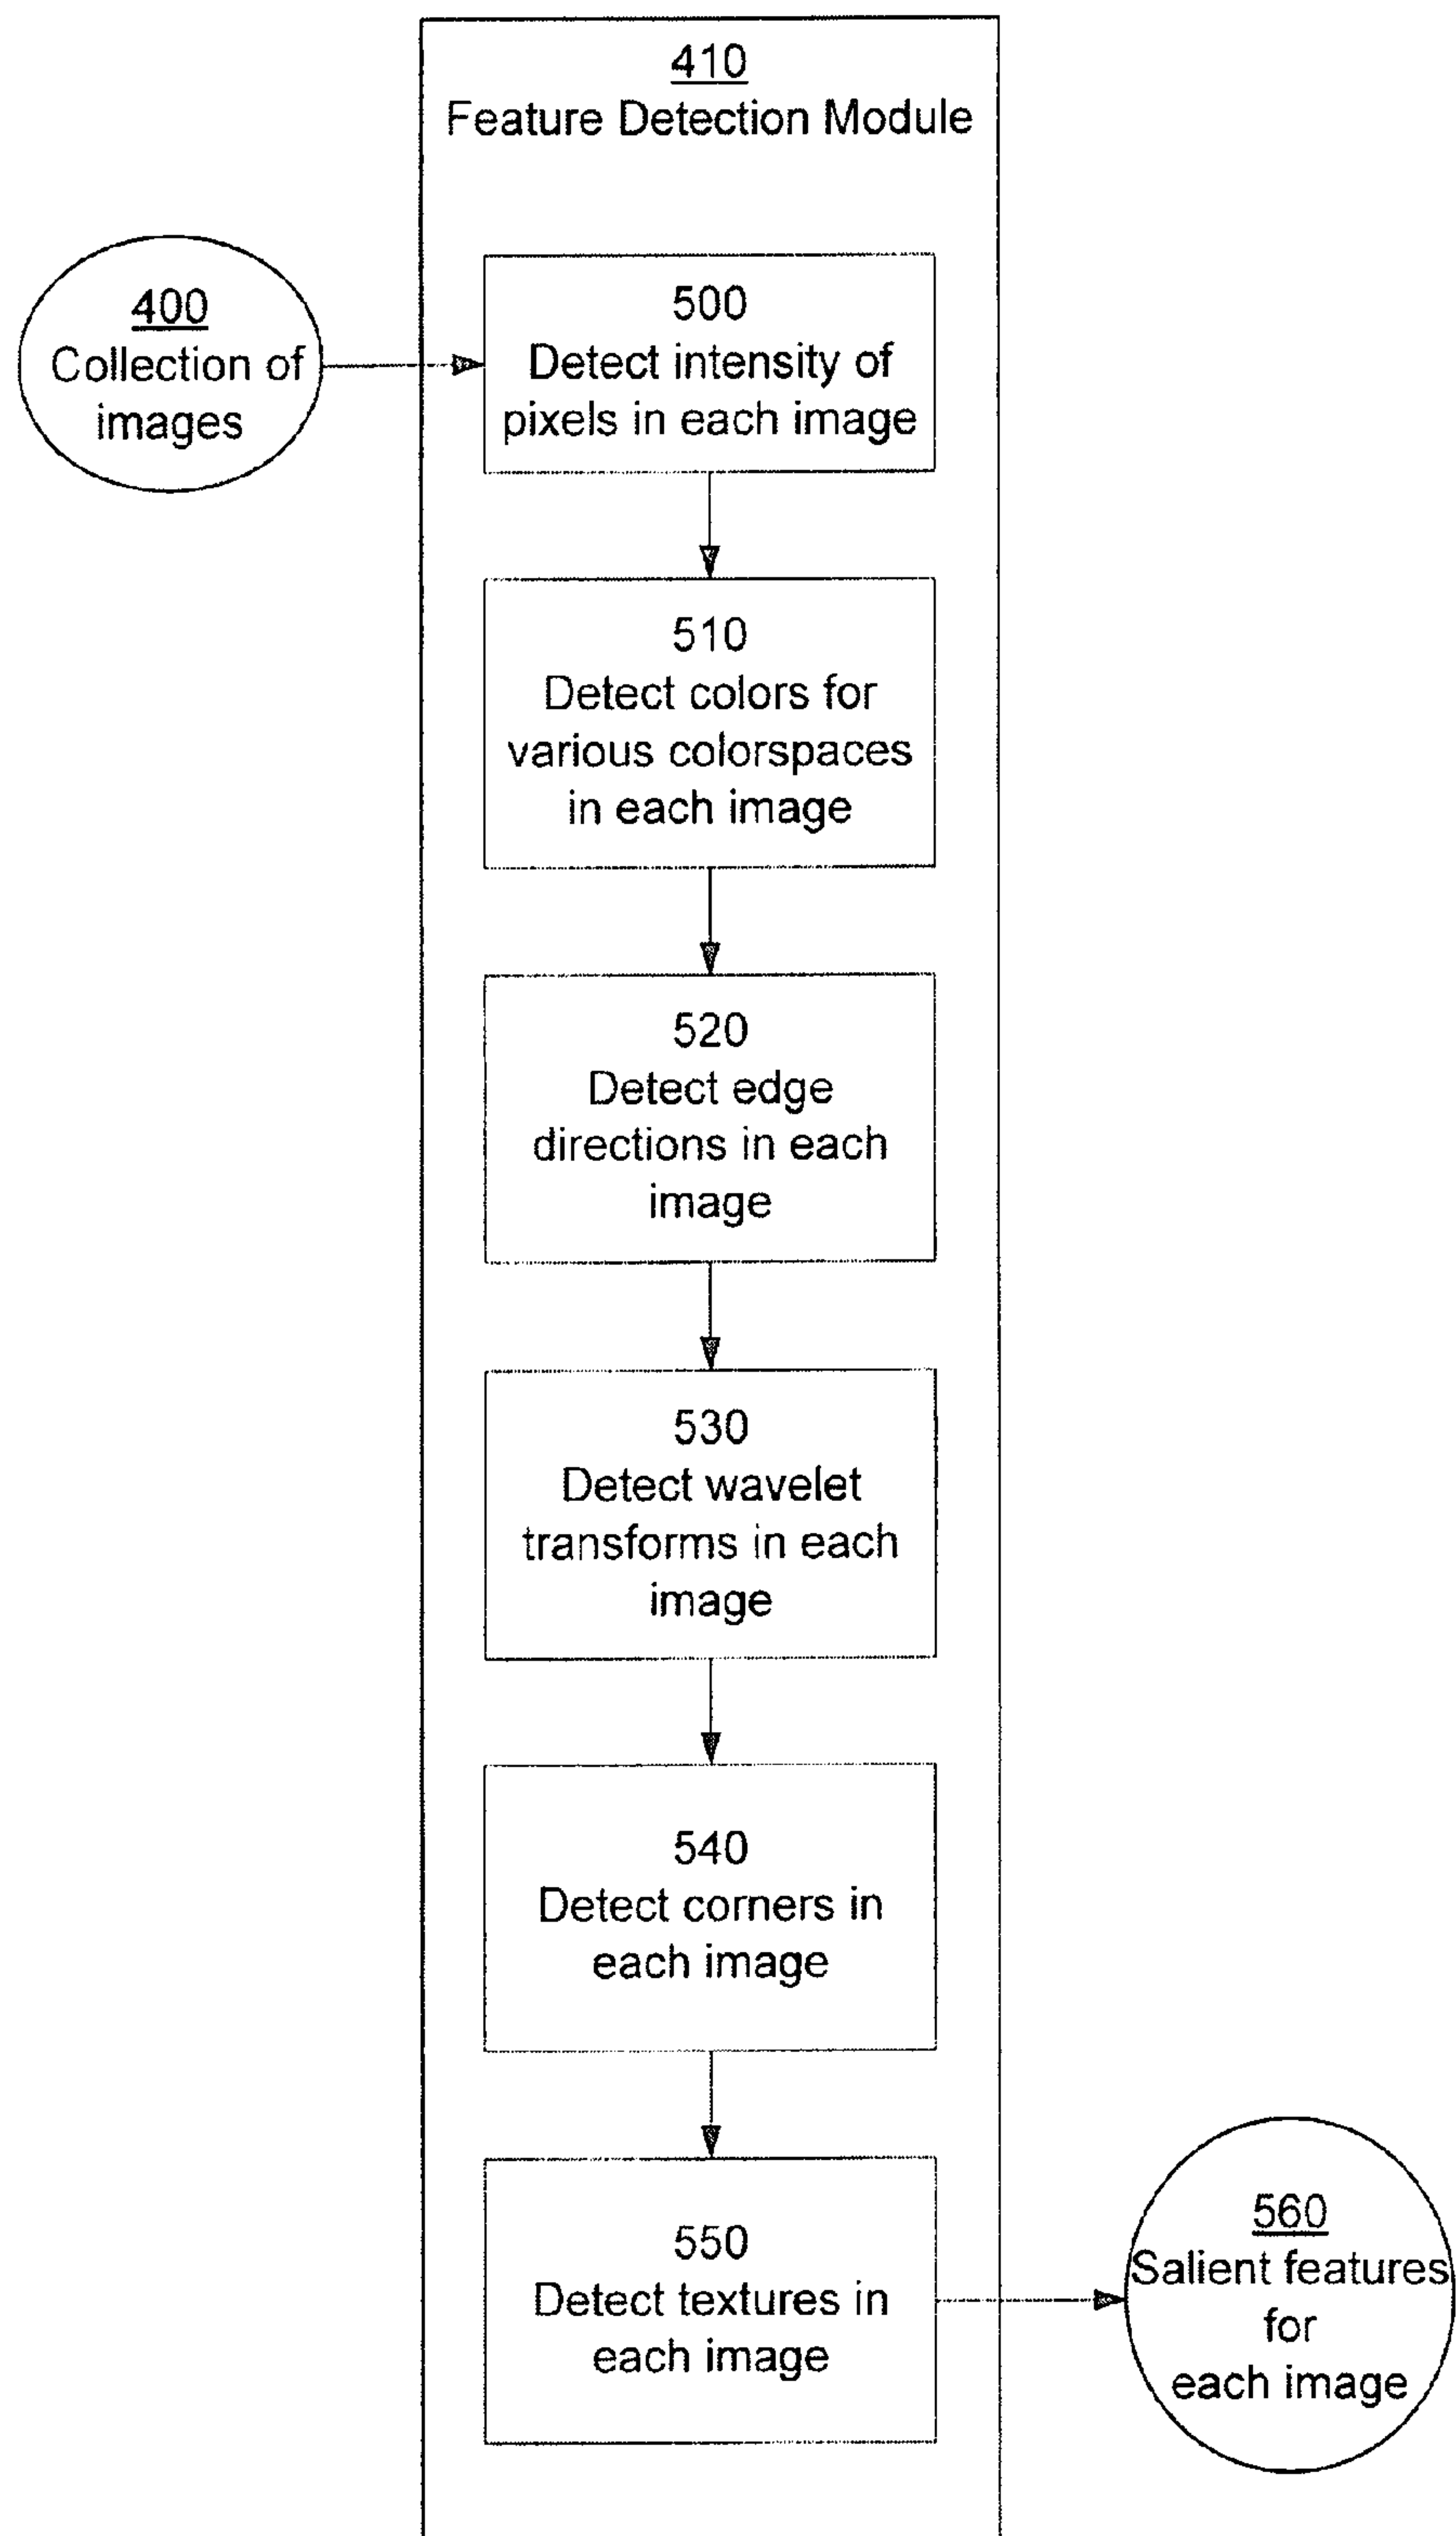 410
Feature Detection Module
400
Collection of
images
500
Detect intensity of
pixels in each image
510
Detect colors for
various colorspaces
in each image
520
Detect edge
directions in each
image
530
Detect wavelet
transforms in each
image
540
Detect corners in
each image
550
Detect textures in
each image
560
Salient features
for
each image